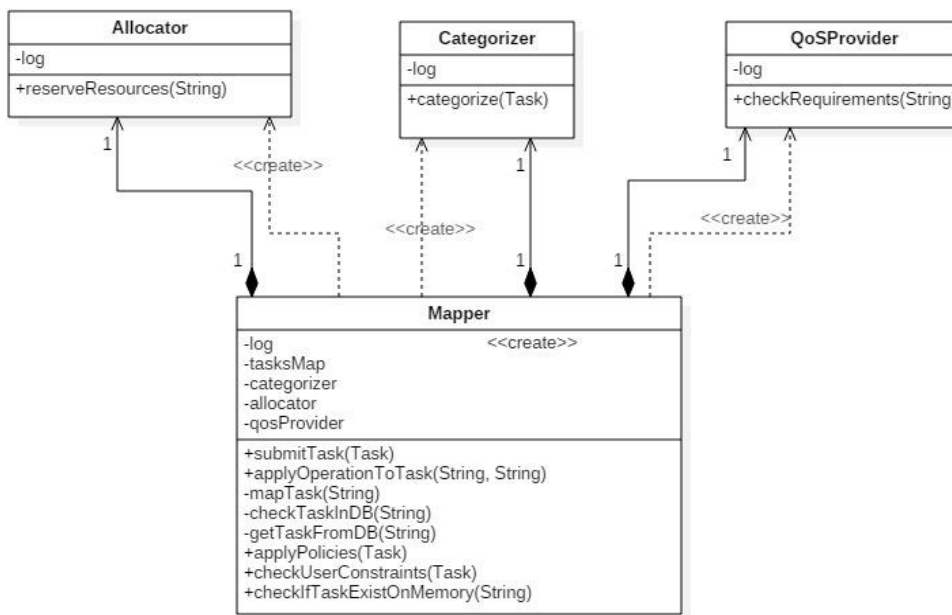 Allocator
-log
+reserveResources(String)
Categorizer
-log
+categorize(Task)
QoSProvider
-log
+checkRequirements(String
1
<<create>>
1
<<create>>
1
<<create>>
1
1
1
Mapper
-log
<<create>>
-tasksMap
-categorizer
-allocator
-qosProvider
+submitTask(Task)
+applyOperationToTask(String, String)
-mapTask(String)
-checkTaskInDB(String)
-getTaskFromDB(String)
+applyPolicies(Task)
+checkUserConstraints(Task)
+checkIfTaskExistOnMemory(String)